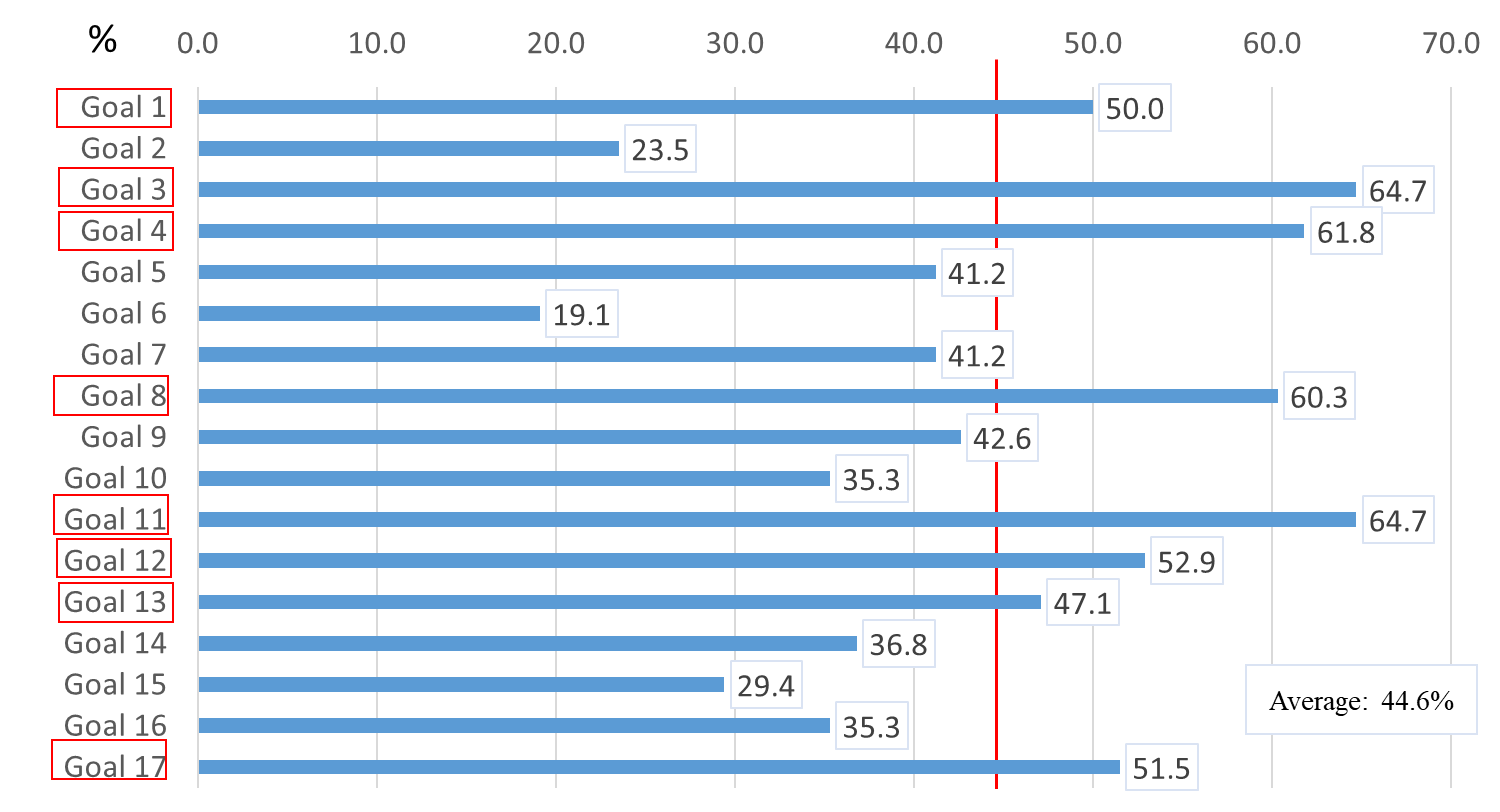 % 0.0 10.0 20.0 30.0 40.0 50.0 60.0 70.0
Goal 1 50.0
Goal 2 23.5
Goal 3 64.7
Goal 4 61.8
Goal 5 41.2
Goal 6 19.1
Goal 7 41.2
Goal 8 60.3
Goal 9 42.6
Goal 10 35.3
Goal 11 64.7
Goal 12 52.9
Goal 13 47.1
Goal 14 36.8
Goal 15 29.4
Average: 44.6%
Goal 16 35.3
Goal 17 51.5